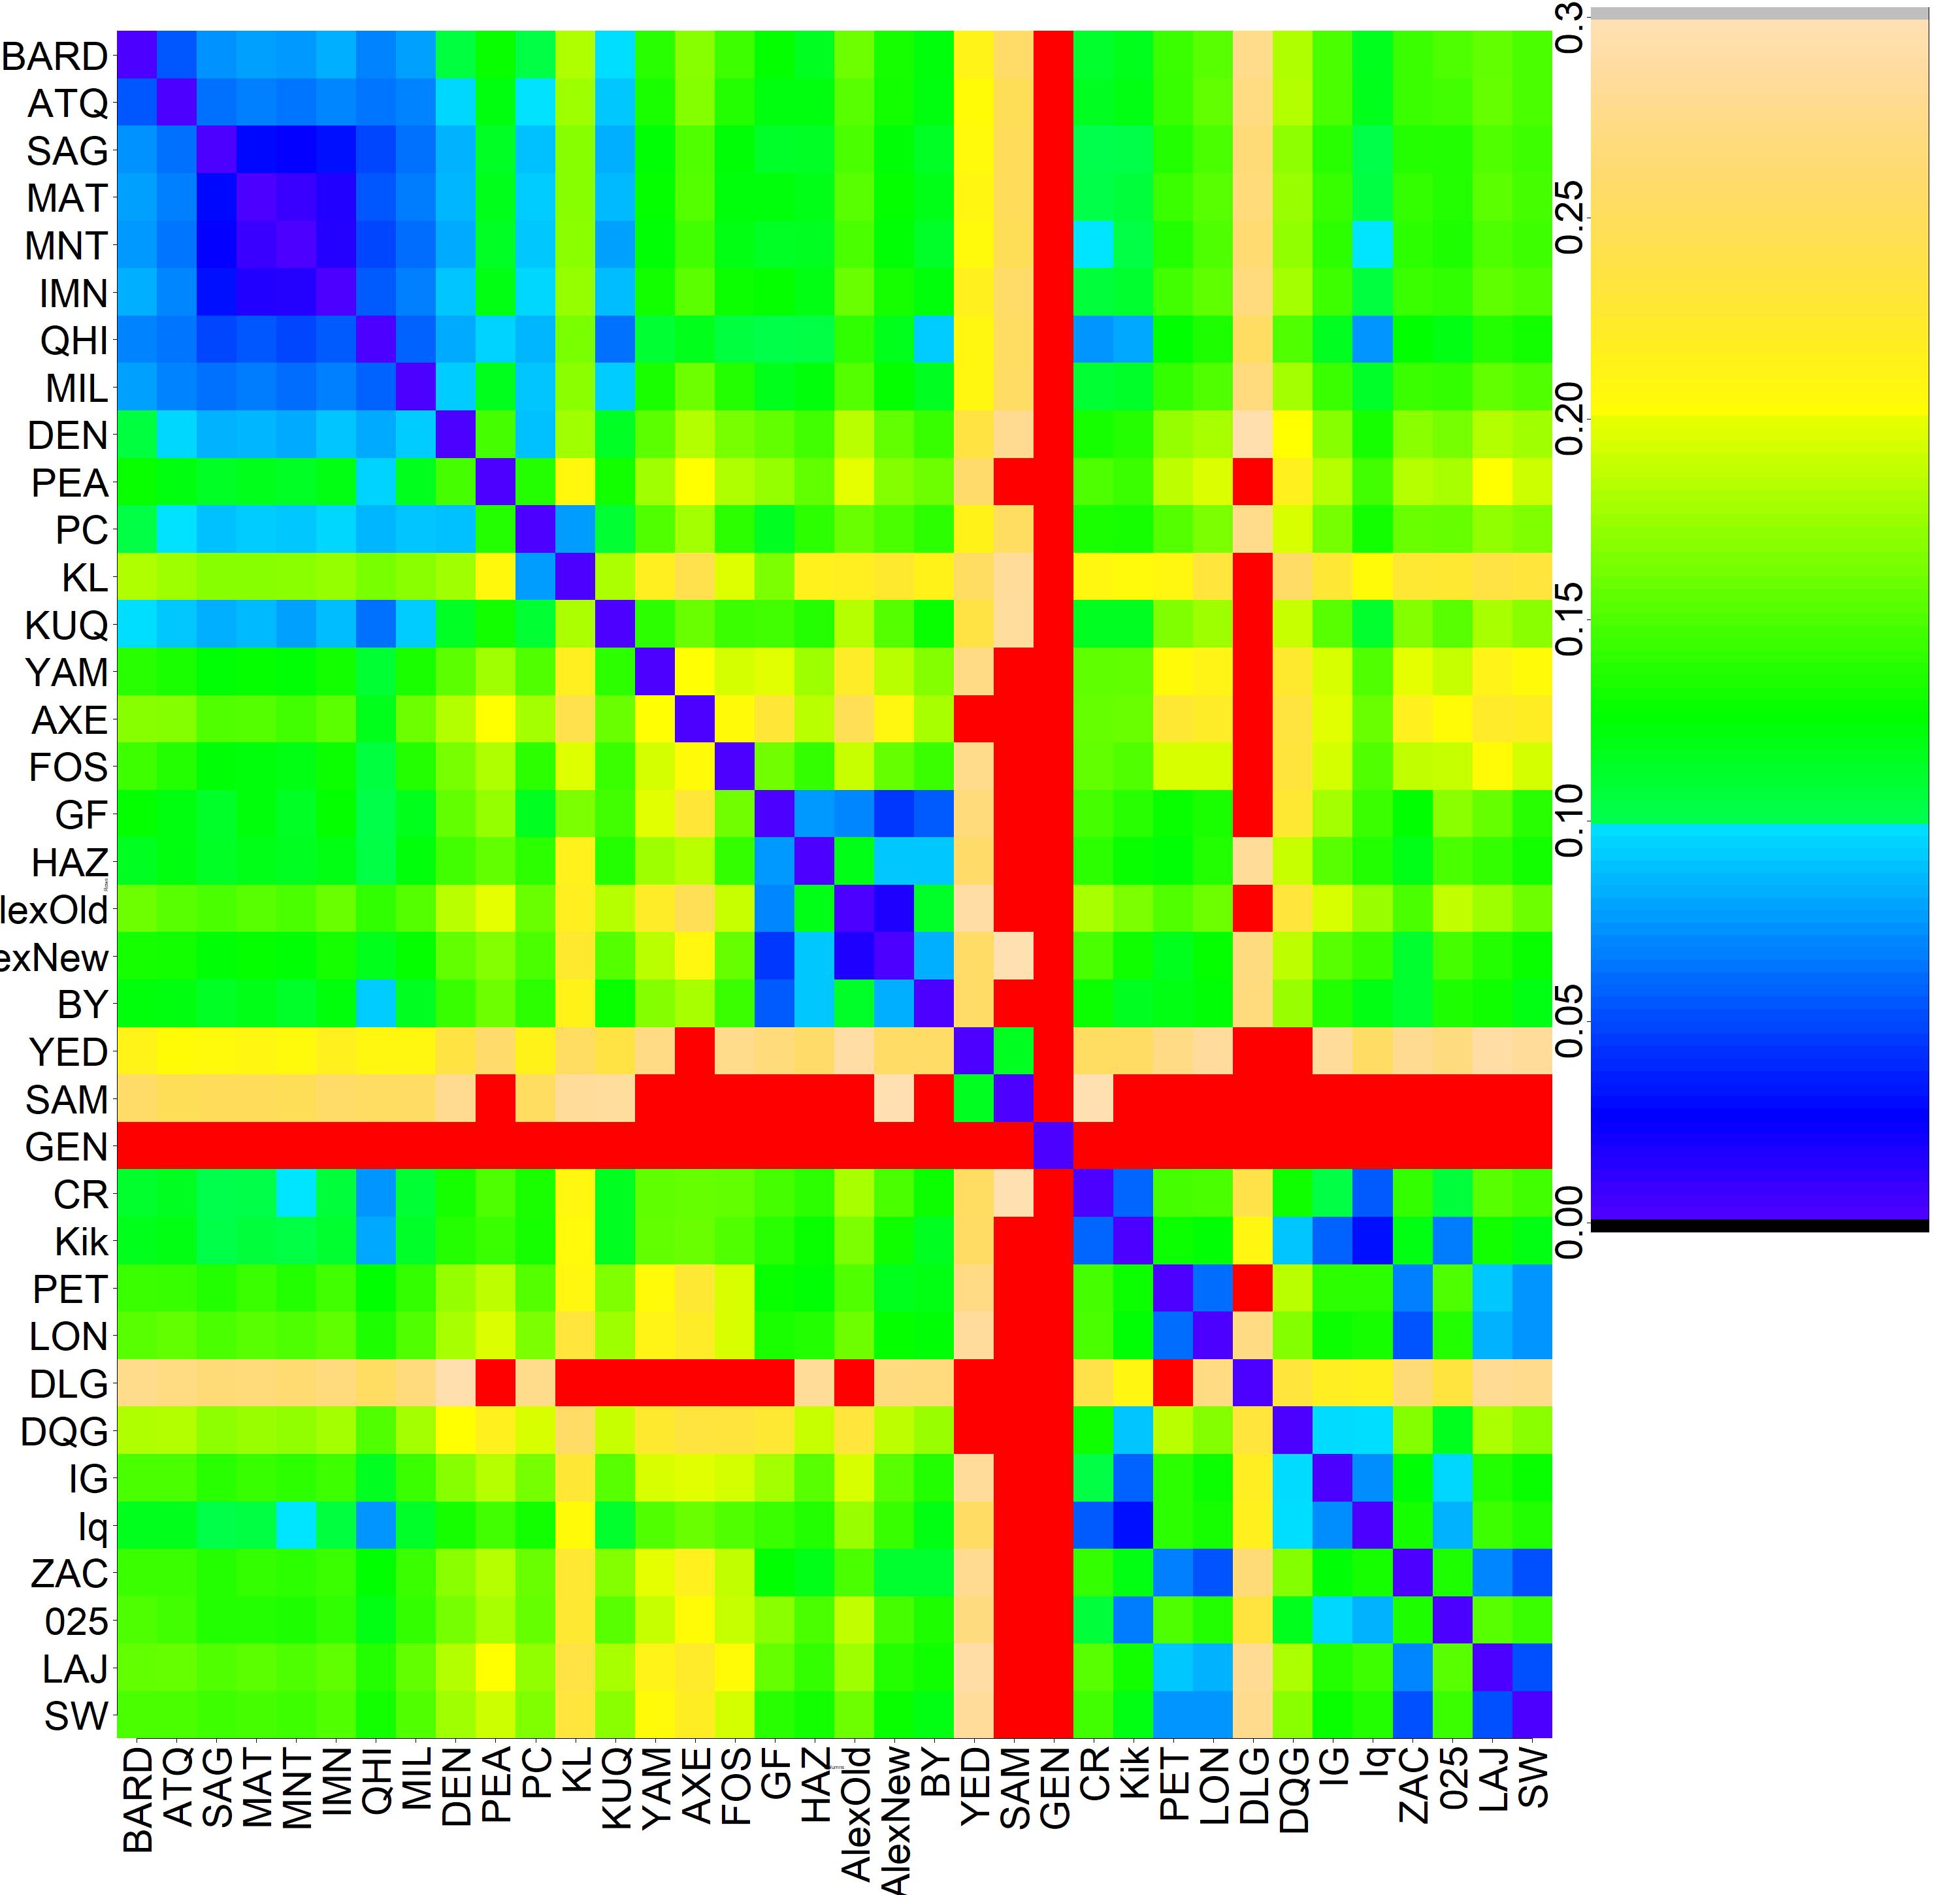 BARD
ATQ
SAG
MAT
MNT
IMN
QHI
MIL
DEN
PEA
PC
KL
KUQ
YAM
AXE
FOS
GF
HAZ
lexOld
exNew
BY
YED
SAM
GEN
CR
Kik
PET
LON
DLG
DQG
IG
Iq
ZAC
025
LAJ
SW
BARD
ATQ
SAG
MAT
MNT
IMN
QHI
MIL
DEN
PEA
PC
KL
KUQ
YAM
AXE
FOS
GF
HAZ
AlexOld
AlexNew
BY
YED
SAM
GEN
CR
Kik
PET
LON
DLG
DQG
IG
Iq
ZAC
025
LAJ
SW
0.3
0.25
0.20
0.15
0.10
0.05
0.00